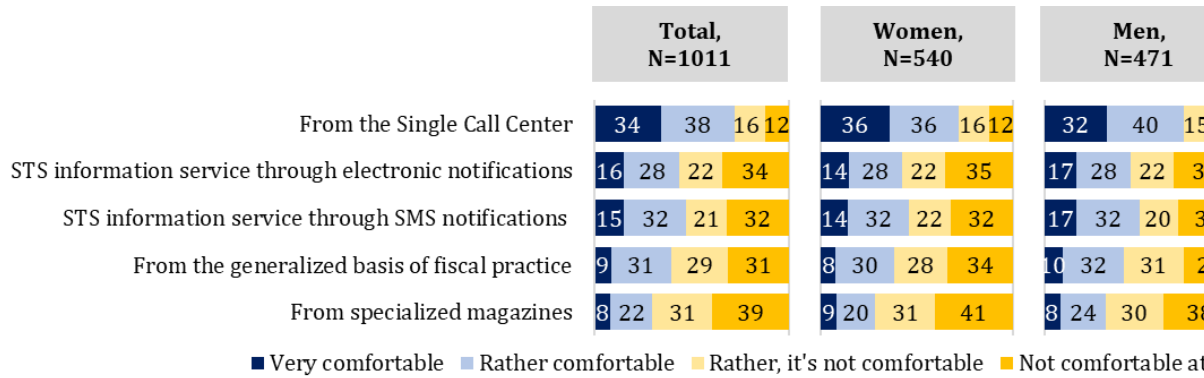 Total,
N=1011
Women,
N=540
Men,
N=471
From the Single Call Center 34 38 16 12 36 36 16 12 32 40 15
STS information service through electronic notifications 16 28 22 34 14 28 22 35 17 28 22
STS information service through SMS notifications 15 32 21 32 14 32 22 32 17 32 20
From the generalized basis of fiscal practice 9 31 29 31 8 30 28 34 10 32 31
From specialized magazines 8 22 31 39 9 20 31 41 8 24 30 38
Very comfortable Rather comfortable Rather, it's not comfortable Not comfortable